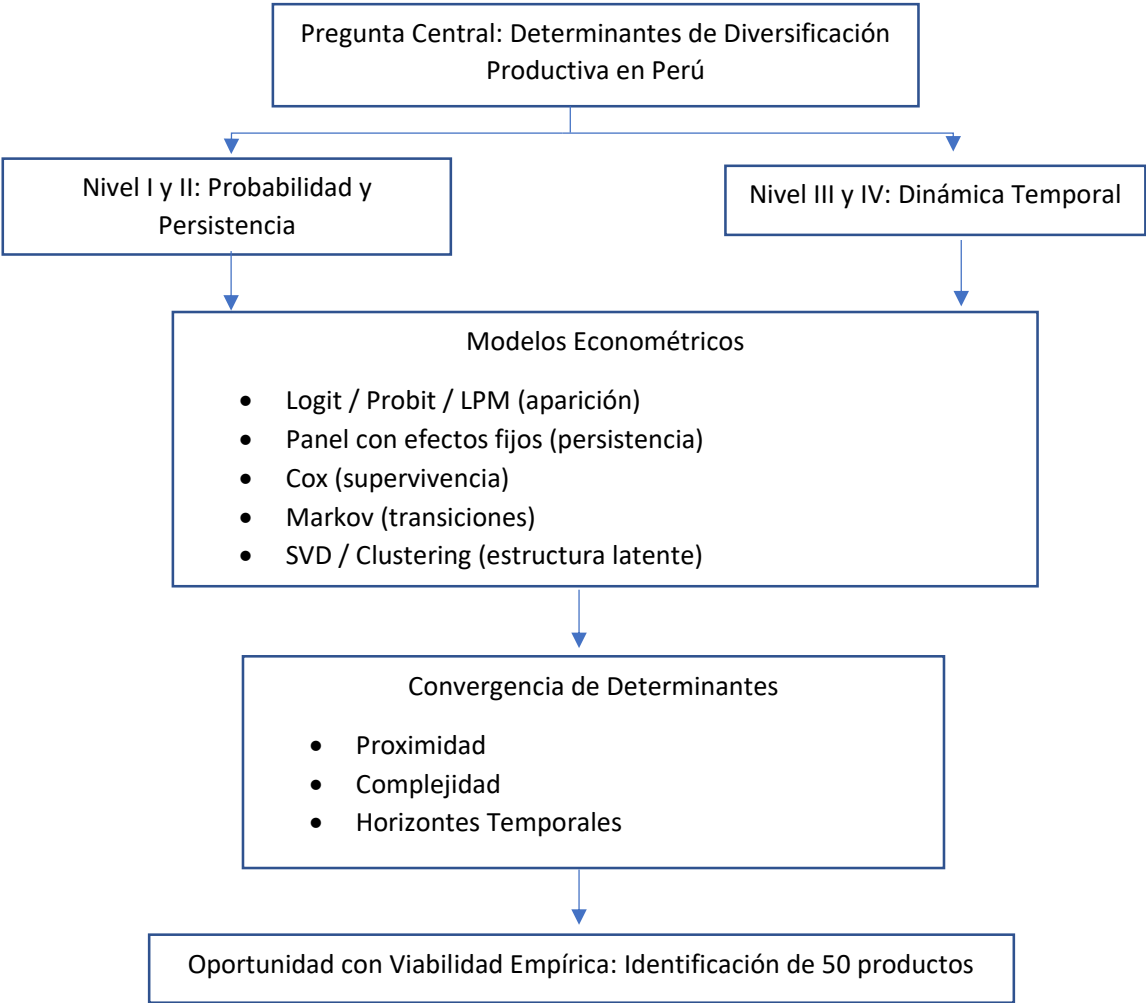 Pregunta Central: Determinantes de Diversificación
Productiva en Perú
Nivel I y II: Probabilidad y
Persistencia
Nivel III y IV: Dinámica Temporal
Modelos Econométricos
• Logit / Probit / LPM (aparición)
• Panel con efectos fijos (persistencia)
• Cox (supervivencia)
• Markov (transiciones)
• SVD / Clustering (estructura latente)
Convergencia de Determinantes
• Proximidad
• Complejidad
• Horizontes Temporales
Oportunidad con Viabilidad Empírica: Identificación de 50 productos